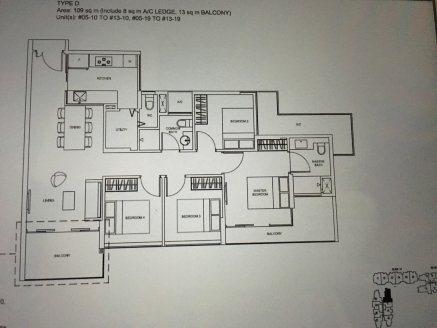 TYPE D
Area: 109 sq m (Include 8 sq m A/C LEDGE, 13 sq m BALCONY)
Unit(s): #05-10 TO #13-10, #05-19 TO #13-19
KITCHEN
WC
A/C
BEDROOM 2
DINING
UTILITY
COMMON BATH
A/C
MASTER BATH
LIVING
BEDROOM 4
BEDROOM 3
MASTER BEDROOM
BALCONY
BALCONY